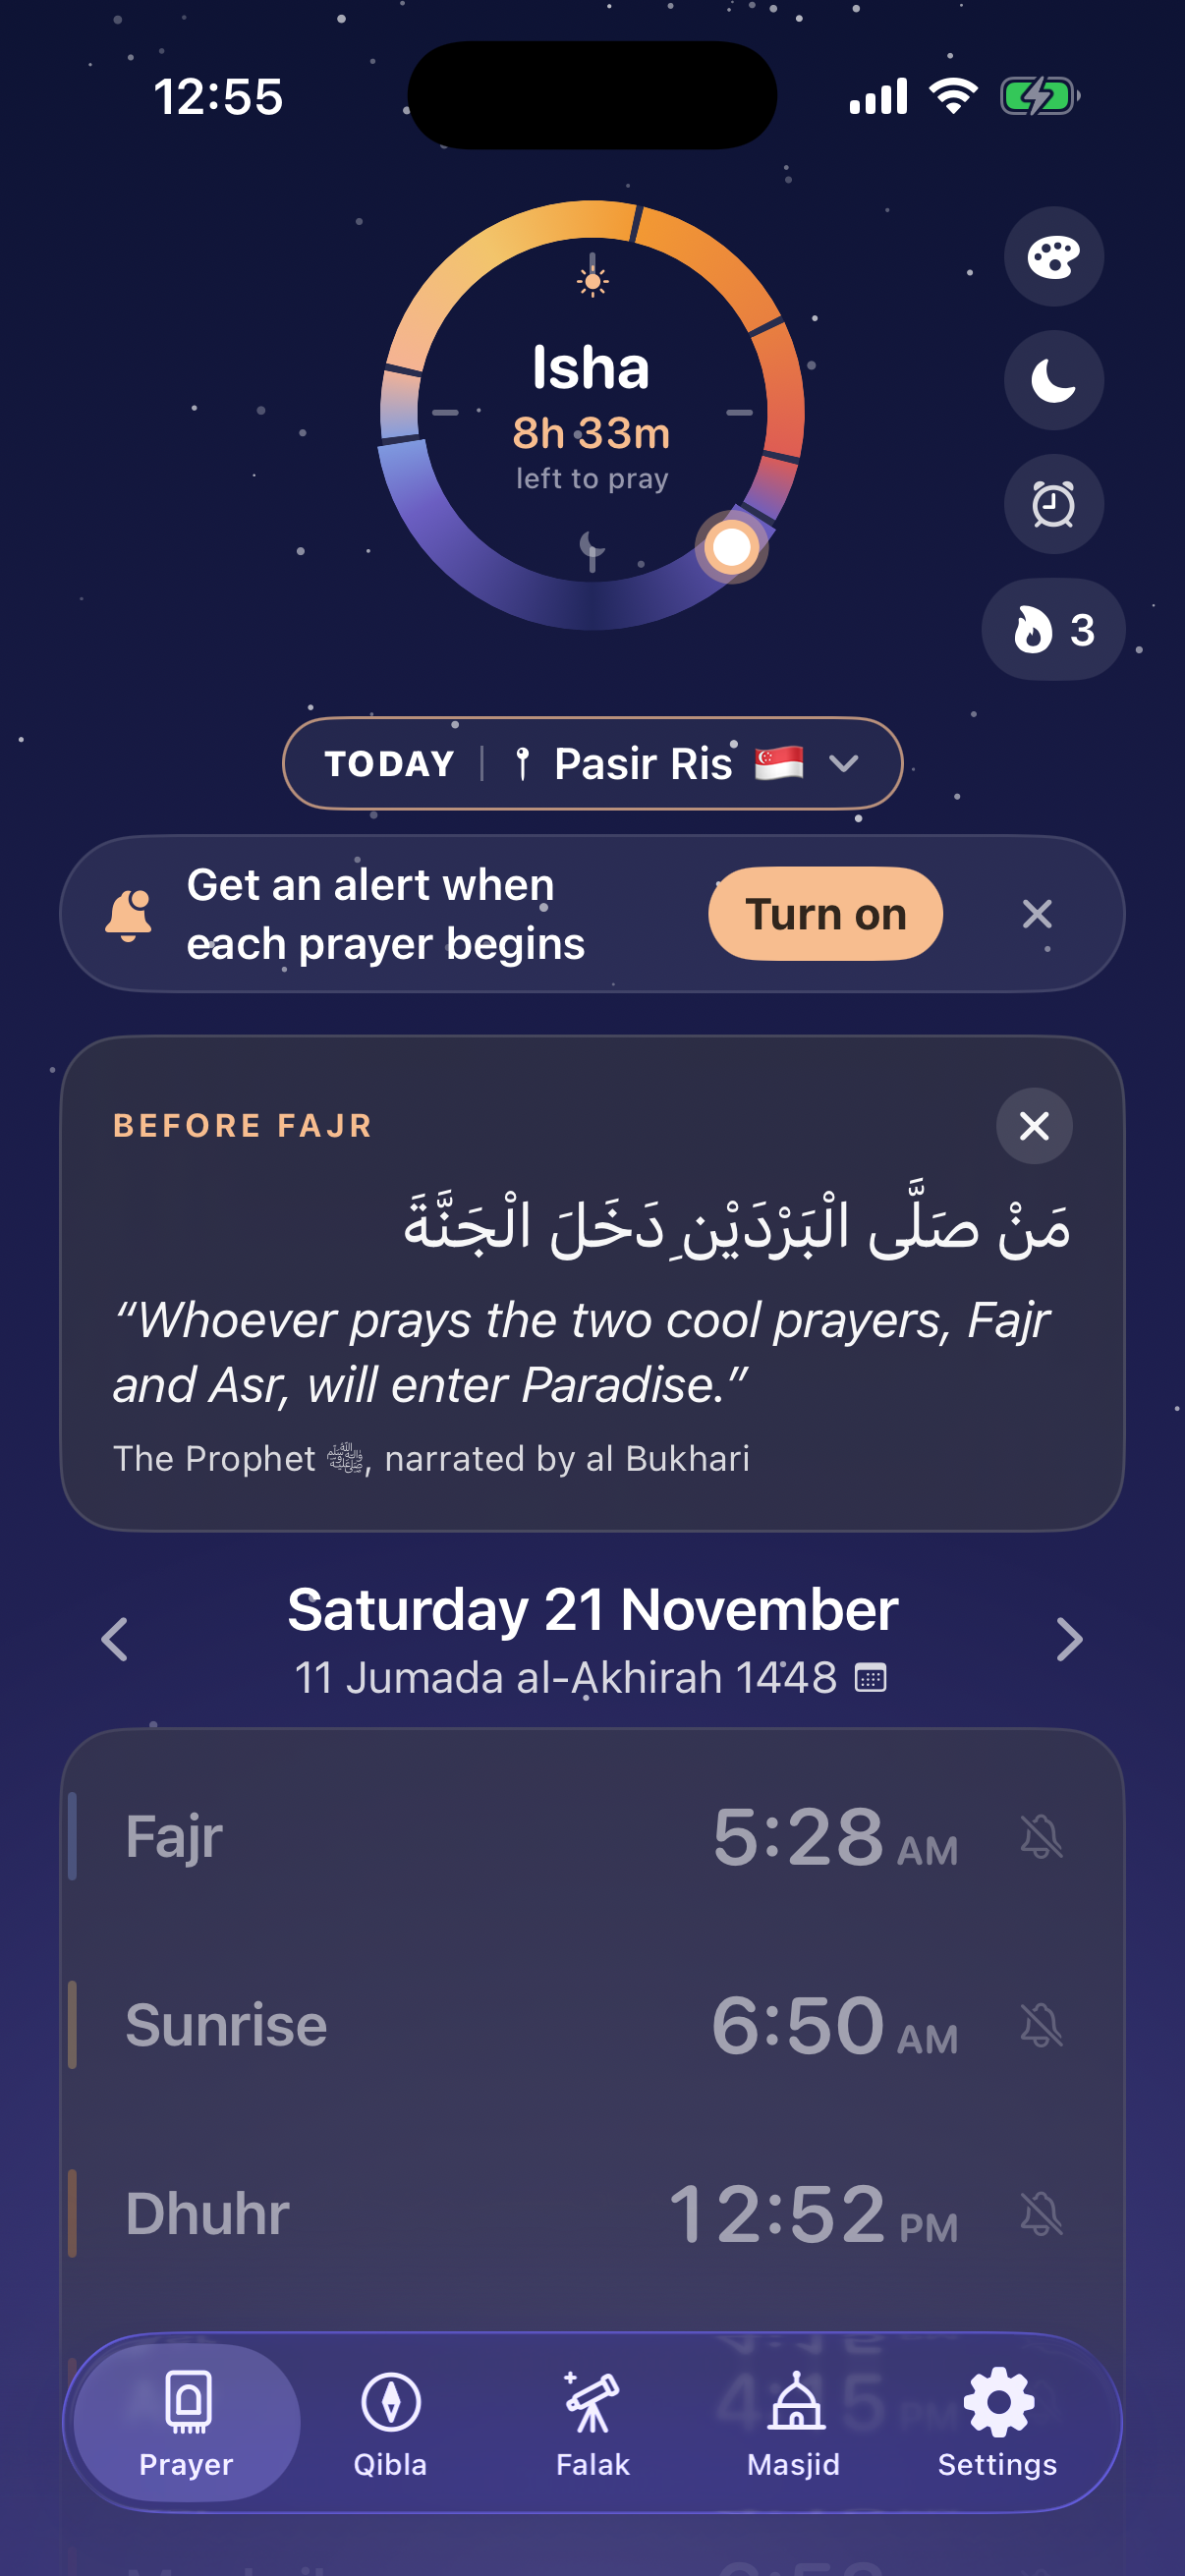 12:55
Isha
8h 33m
left to pray
3
TODAY | Pasir Ris
Get an alert when
each prayer begins
Turn on
BEFORE FAJR
مَنْ صَلَّى الْبَرْدَيْنِ دَخَلَ الْجَنَّةَ
“Whoever prays the two cool prayers, Fajr
and Asr, will enter Paradise.”
The Prophet ﷺ, narrated by al Bukhari
Saturday 21 November
11 Jumada al-Akhirah 1448
Fajr 5:28 AM
Sunrise 6:50 AM
Dhuhr 12:52 PM
4:15 PM
Prayer Qibla Falak Masjid Settings